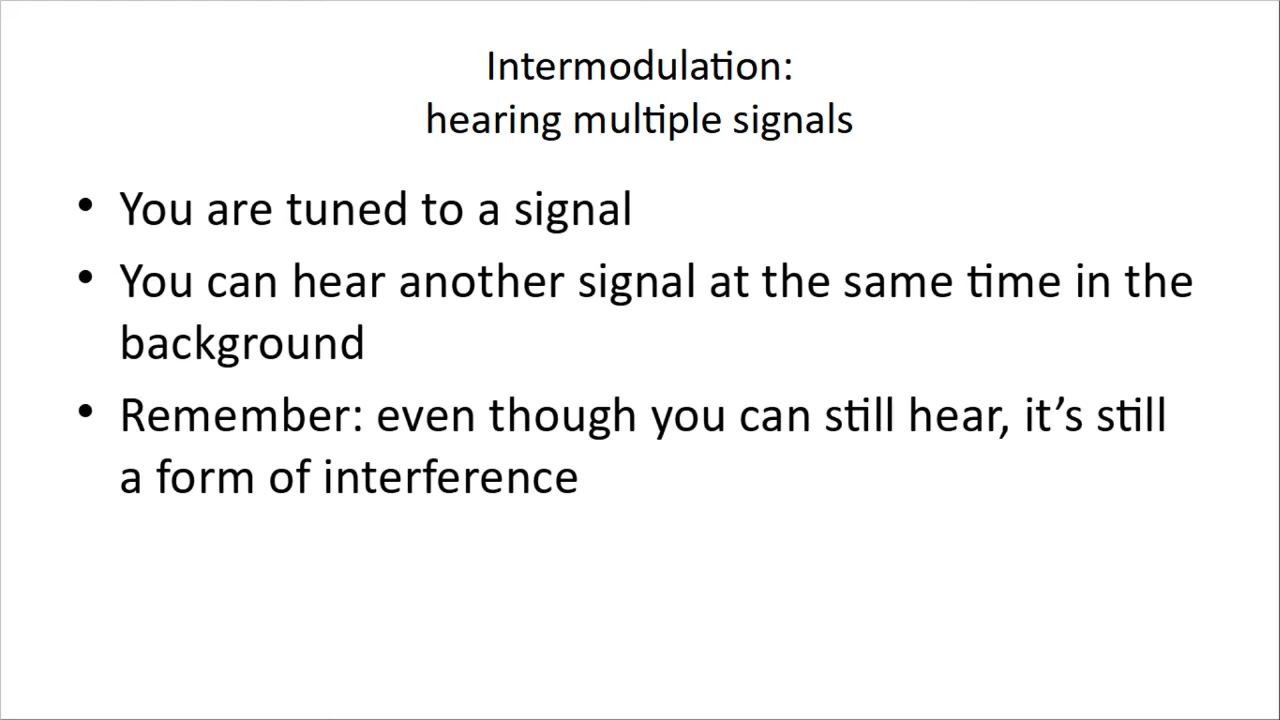 Intermodulation:
hearing multiple signals
• You are tuned to a signal
• You can hear another signal at the same time in the
background
• Remember: even though you can still hear, it’s still
a form of interference